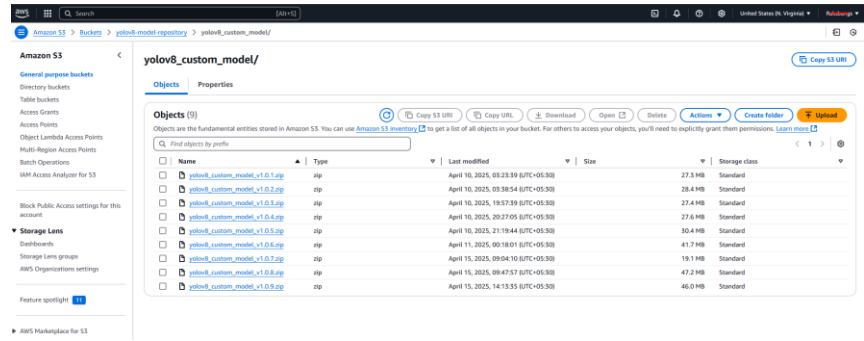 aws Search [Alt+S] United States (N. Virginia)
Amazon S3 > Buckets > yolov8-model-repository > yolov8_custom_model/
Amazon S3
General purpose buckets
Directory buckets
Table buckets
Access Grants
Access Points
Object Lambda Access Points
Multi-Region Access Points
Batch Operations
IAM Access Analyzer for S3
Block Public Access settings for this
account
Storage Lens
Dashboards
Storage Lens groups
AWS Organizations settings
Feature spotlight 11
AWS Marketplace for S3
yolov8_custom_model/
Copy S3 URI
Objects Properties
Objects (9) Copy S3 URI Copy URL Download Open Delete Actions Create folder Upload
Objects are the fundamental entities stored in Amazon S3. You can use Amazon S3 inventory to get a list of all objects in your bucket. For others to access your objects, you'll need to explicitly grant them permissions. Learn more
Find objects by prefix
1
Name Type Last modified Size Storage class
yolov8_custom_model_v1.0.1.zip zip April 10, 2025, 03:23:39 (UTC+05:30) 27.3 MB Standard
yolov8_custom_model_v1.0.2.zip zip April 10, 2025, 03:38:54 (UTC+05:30) 28.4 MB Standard
yolov8_custom_model_v1.0.3.zip zip April 10, 2025, 19:57:39 (UTC+05:30) 27.4 MB Standard
yolov8_custom_model_v1.0.4.zip zip April 10, 2025, 20:27:05 (UTC+05:30) 27.6 MB Standard
yolov8_custom_model_v1.0.5.zip zip April 10, 2025, 21:19:44 (UTC+05:30) 30.4 MB Standard
yolov8_custom_model_v1.0.6.zip zip April 11, 2025, 00:18:01 (UTC+05:30) 41.7 MB Standard
yolov8_custom_model_v1.0.7.zip zip April 15, 2025, 09:04:10 (UTC+05:30) 19.1 MB Standard
yolov8_custom_model_v1.0.8.zip zip April 15, 2025, 09:47:57 (UTC+05:30) 47.2 MB Standard
yolov8_custom_model_v1.0.9.zip zip April 15, 2025, 14:13:35 (UTC+05:30) 46.0 MB Standard